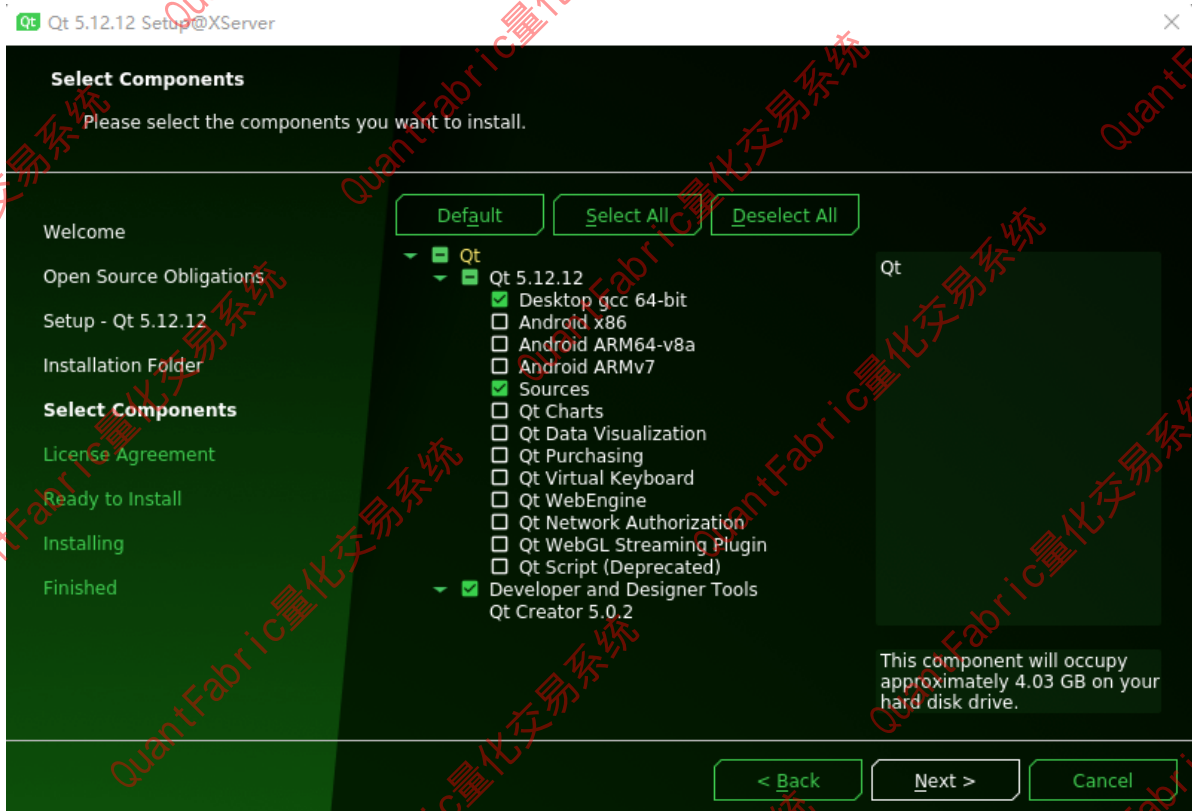 Qt 5.12.12 Setup@XServer
Select Components
Please select the components you want to install.
Welcome
Open Source Obligations
Setup - Qt 5.12.12
Installation Folder
Select Components
License Agreement
Ready to Install
Installing
Finished
Default
Select All
Deselect All
Qt
Qt 5.12.12
Desktop gcc 64-bit
Android x86
Android ARM64-v8a
Android ARMv7
Sources
Qt Charts
Qt Data Visualization
Qt Purchasing
Qt Virtual Keyboard
Qt WebEngine
Qt Network Authorization
Qt WebGL Streaming Plugin
Qt Script (Deprecated)
Developer and Designer Tools
Qt Creator 5.0.2
Qt
This component will occupy
approximately 4.03 GB on your
hard disk drive.
< Back
Next >
Cancel
QuantFabric量化交易系统